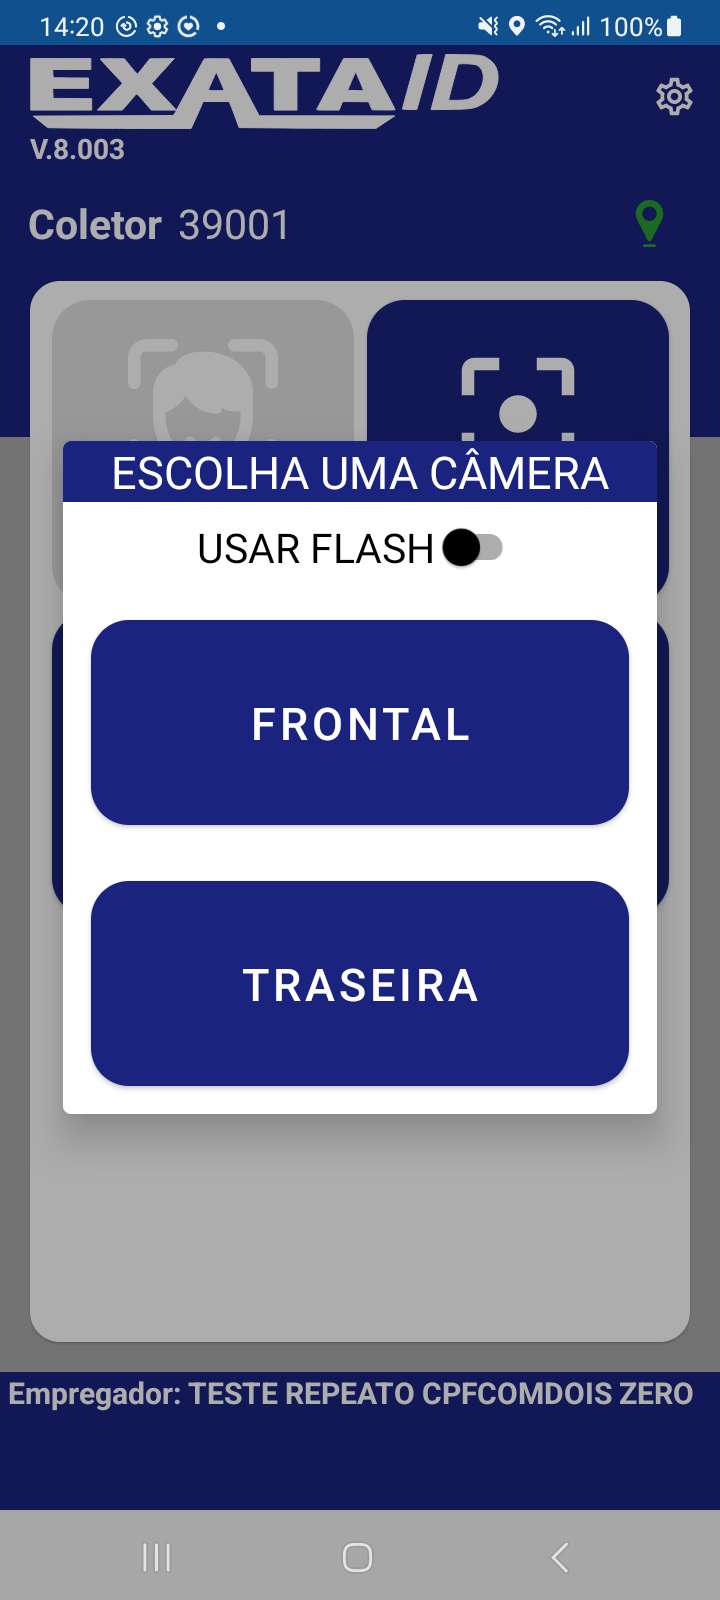 14:20
100%
EXATAID
V.8.003
Coletor 39001
ESCOLHA UMA CÂMERA
USAR FLASH
FRONTAL
TRASEIRA
Empregador: TESTE REPEATO CPFCOMDOIS ZERO